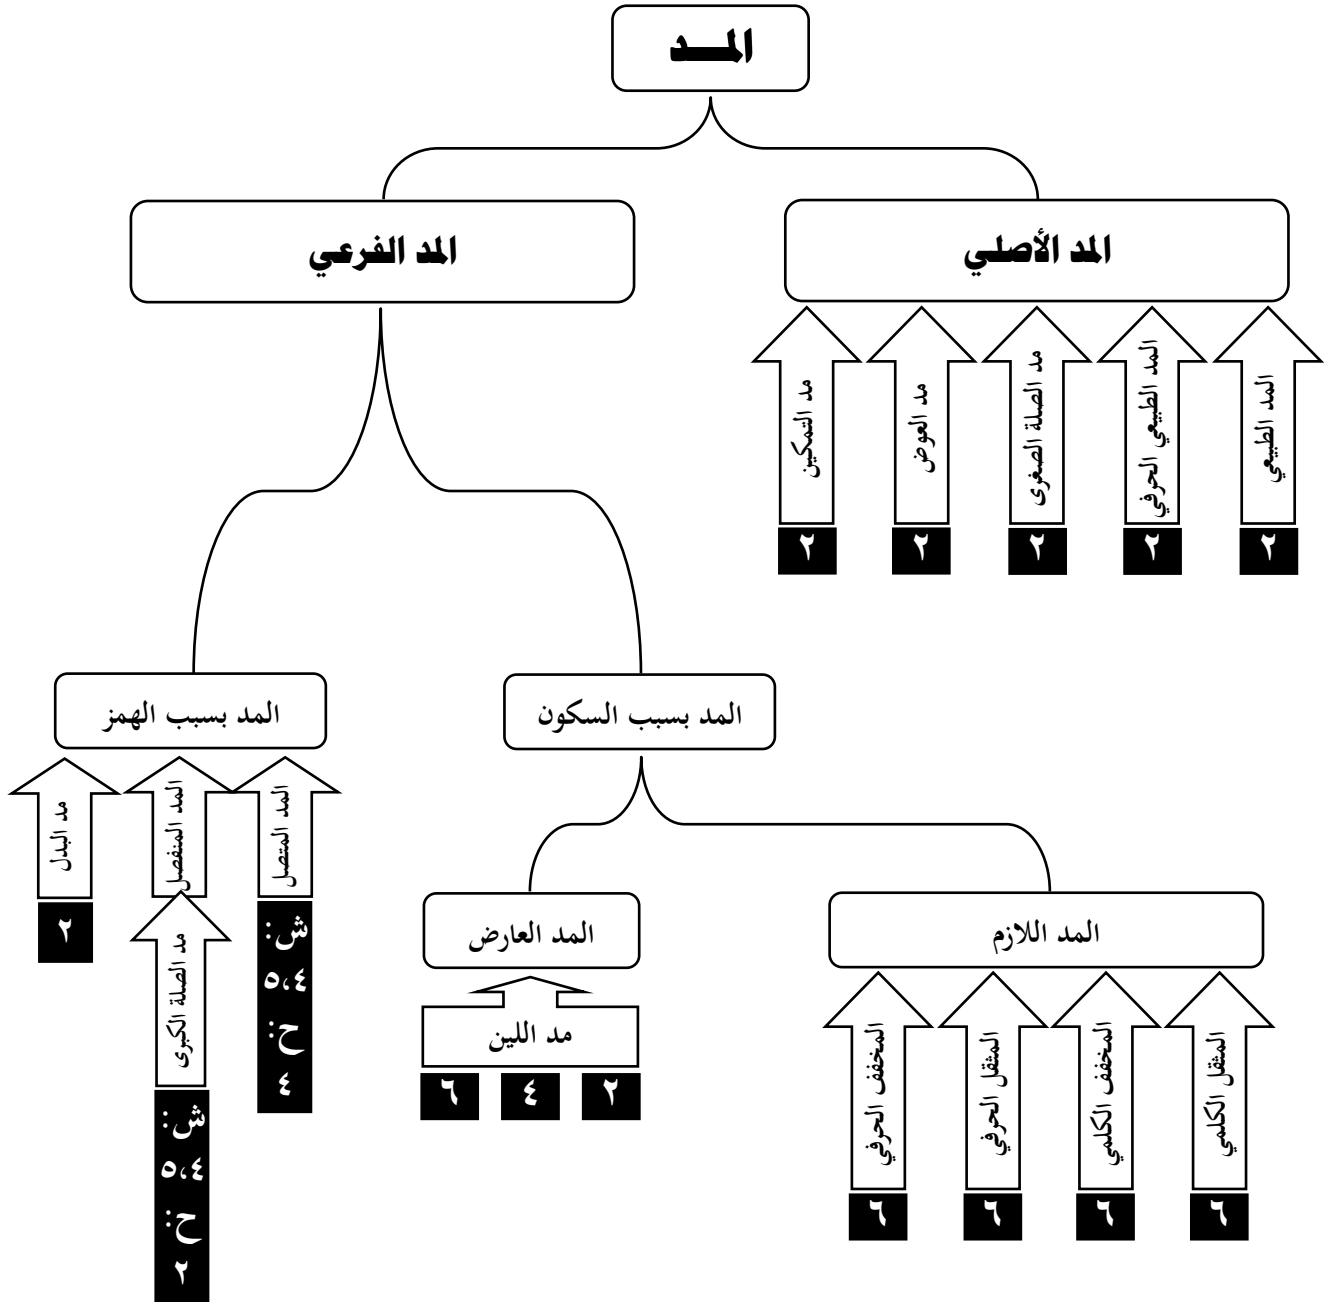 المـــد
المد الأصلي
المد الفرعي
المد الطبيعي
المد الطبيعي الحرفي
مد الصلة الصغرى
مد العوض
مد التمكين
٢
٢
٢
٢
٢
المد بسبب السكون
المد بسبب الهمز
المد المتصل
المد المنفصل
مد البدل
ش:
٤،٥
ح:
٤
مد الصلة الكبرى
ش:
٤،٥
ح:
٢
٢
المد اللازم
المد العارض
المثقل الكلمي
المخفف الكلمي
المثقل الحرفي
المخفف الحرفي
٦
٦
٦
٦
مد اللين
٢
٤
٦